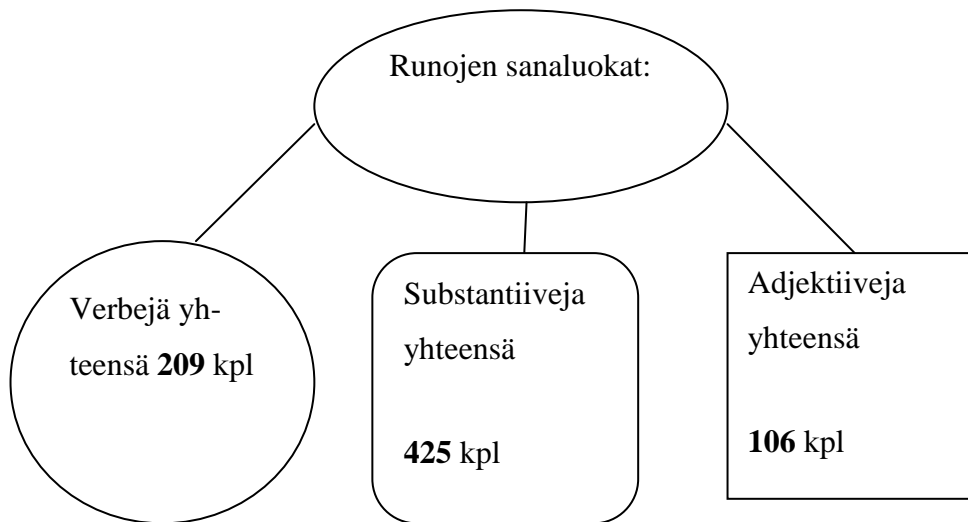 Runojen sanaluokat:
Verbejä yh-
teensä 209 kpl
Substantiiveja
yhteensä
425 kpl
Adjektiiveja
yhteensä
106 kpl